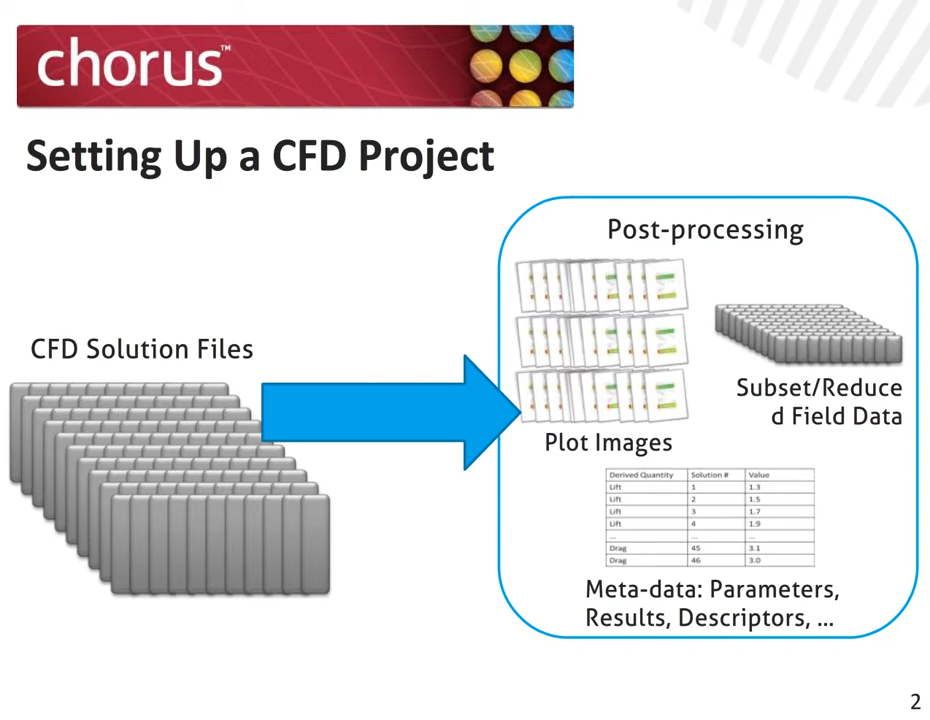 chorus™
Setting Up a CFD Project
Post-processing
CFD Solution Files
Subset/Reduce
d Field Data
Plot Images
Derived Quantity Solution # Value
Lift 1 1.3
Lift 2 1.5
Lift 3 1.7
Lift 4 1.9
... ... ...
Drag 45 3.1
Drag 46 3.0
Meta-data: Parameters,
Results, Descriptors, ...
2